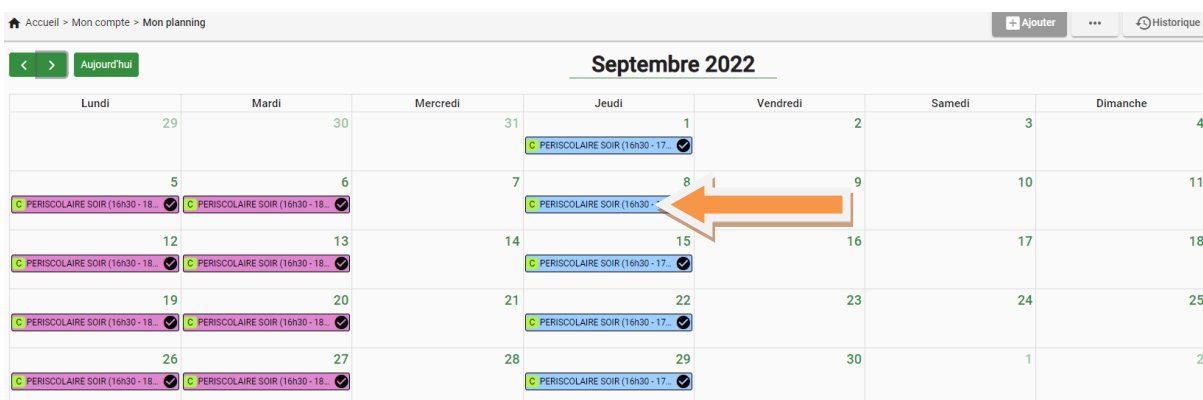 Accueil > Mon compte > Mon planning
Ajouter
Historique
Aujourd'hui
Septembre 2022
Lundi Mardi Mercredi Jeudi Vendredi Samedi Dimanche
29 30 31 1 2 3 4
C PERISCOLAIRE SOIR (16h30 - 17...
5 6 7 8 9 10 11
C PERISCOLAIRE SOIR (16h30 - 18... C PERISCOLAIRE SOIR (16h30 - 18... C PERISCOLAIRE SOIR (16h30 -
12 13 14 15 16 17 18
C PERISCOLAIRE SOIR (16h30 - 18... C PERISCOLAIRE SOIR (16h30 - 18... C PERISCOLAIRE SOIR (16h30 - 17...
19 20 21 22 23 24 25
C PERISCOLAIRE SOIR (16h30 - 18... C PERISCOLAIRE SOIR (16h30 - 18... C PERISCOLAIRE SOIR (16h30 - 17...
26 27 28 29 30 1 2
C PERISCOLAIRE SOIR (16h30 - 18... C PERISCOLAIRE SOIR (16h30 - 18... C PERISCOLAIRE SOIR (16h30 - 17...